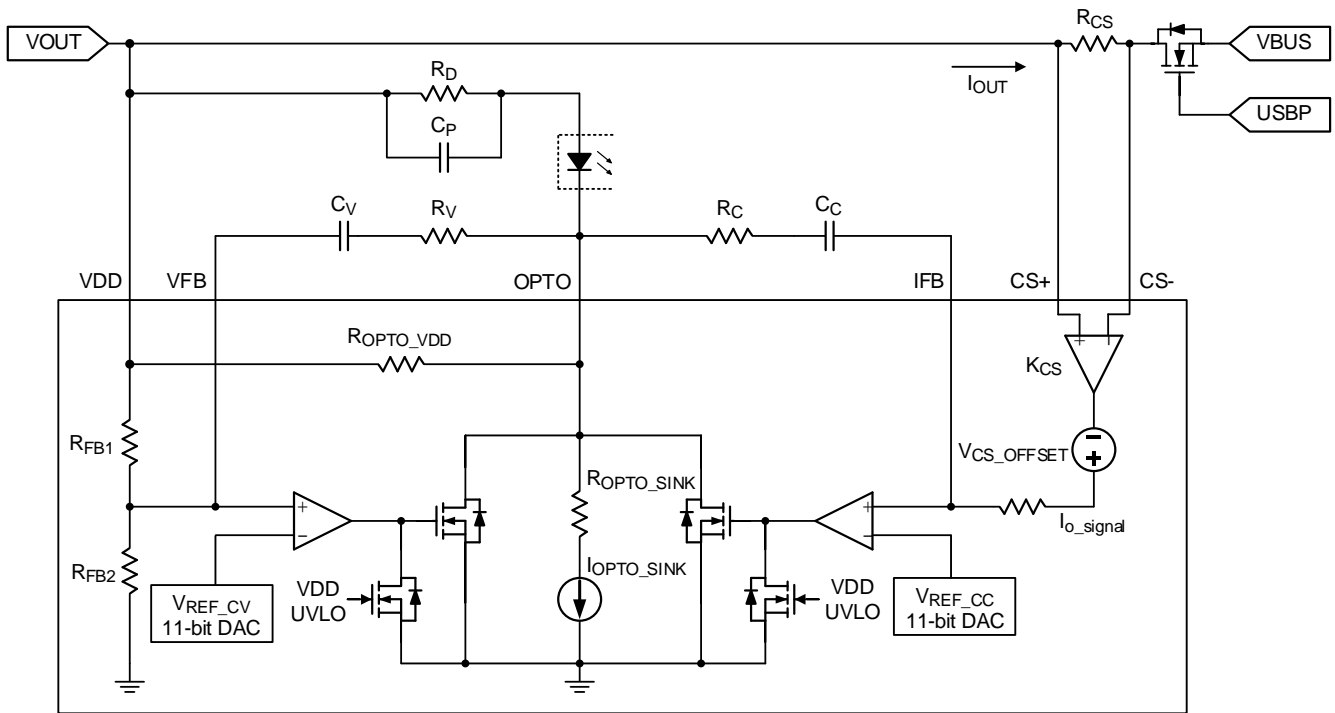 RCS
VOUT
VBUS
IOUT
RD
CP
USBP
CV
RV
RC
CC
VDD
VFB
OPTO
IFB
CS+
CS-
ROPTO_VDD
KCS
RFB1
VCS_OFFSET
ROPTO_SINK
Io_signal
RFB2
IOPTO_SINK
VDD
UVLO
VDD
UVLO
VREF_CV
11-bit DAC
VREF_CC
11-bit DAC